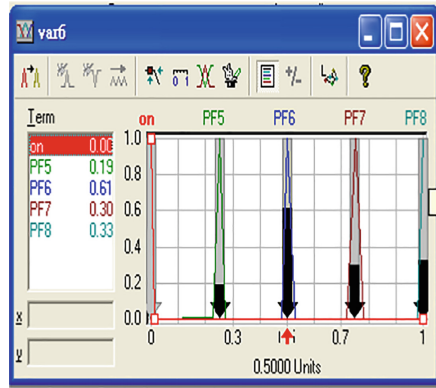 var6
Term
on 0.00
PF5 0.19
PF6 0.61
PF7 0.30
PF8 0.33
on PF5 PF6 PF7 PF8
1.0
0.8
0.6
0.4
0.2
0.0
0 0.3 0.7 1
0.5000 Units
x
y